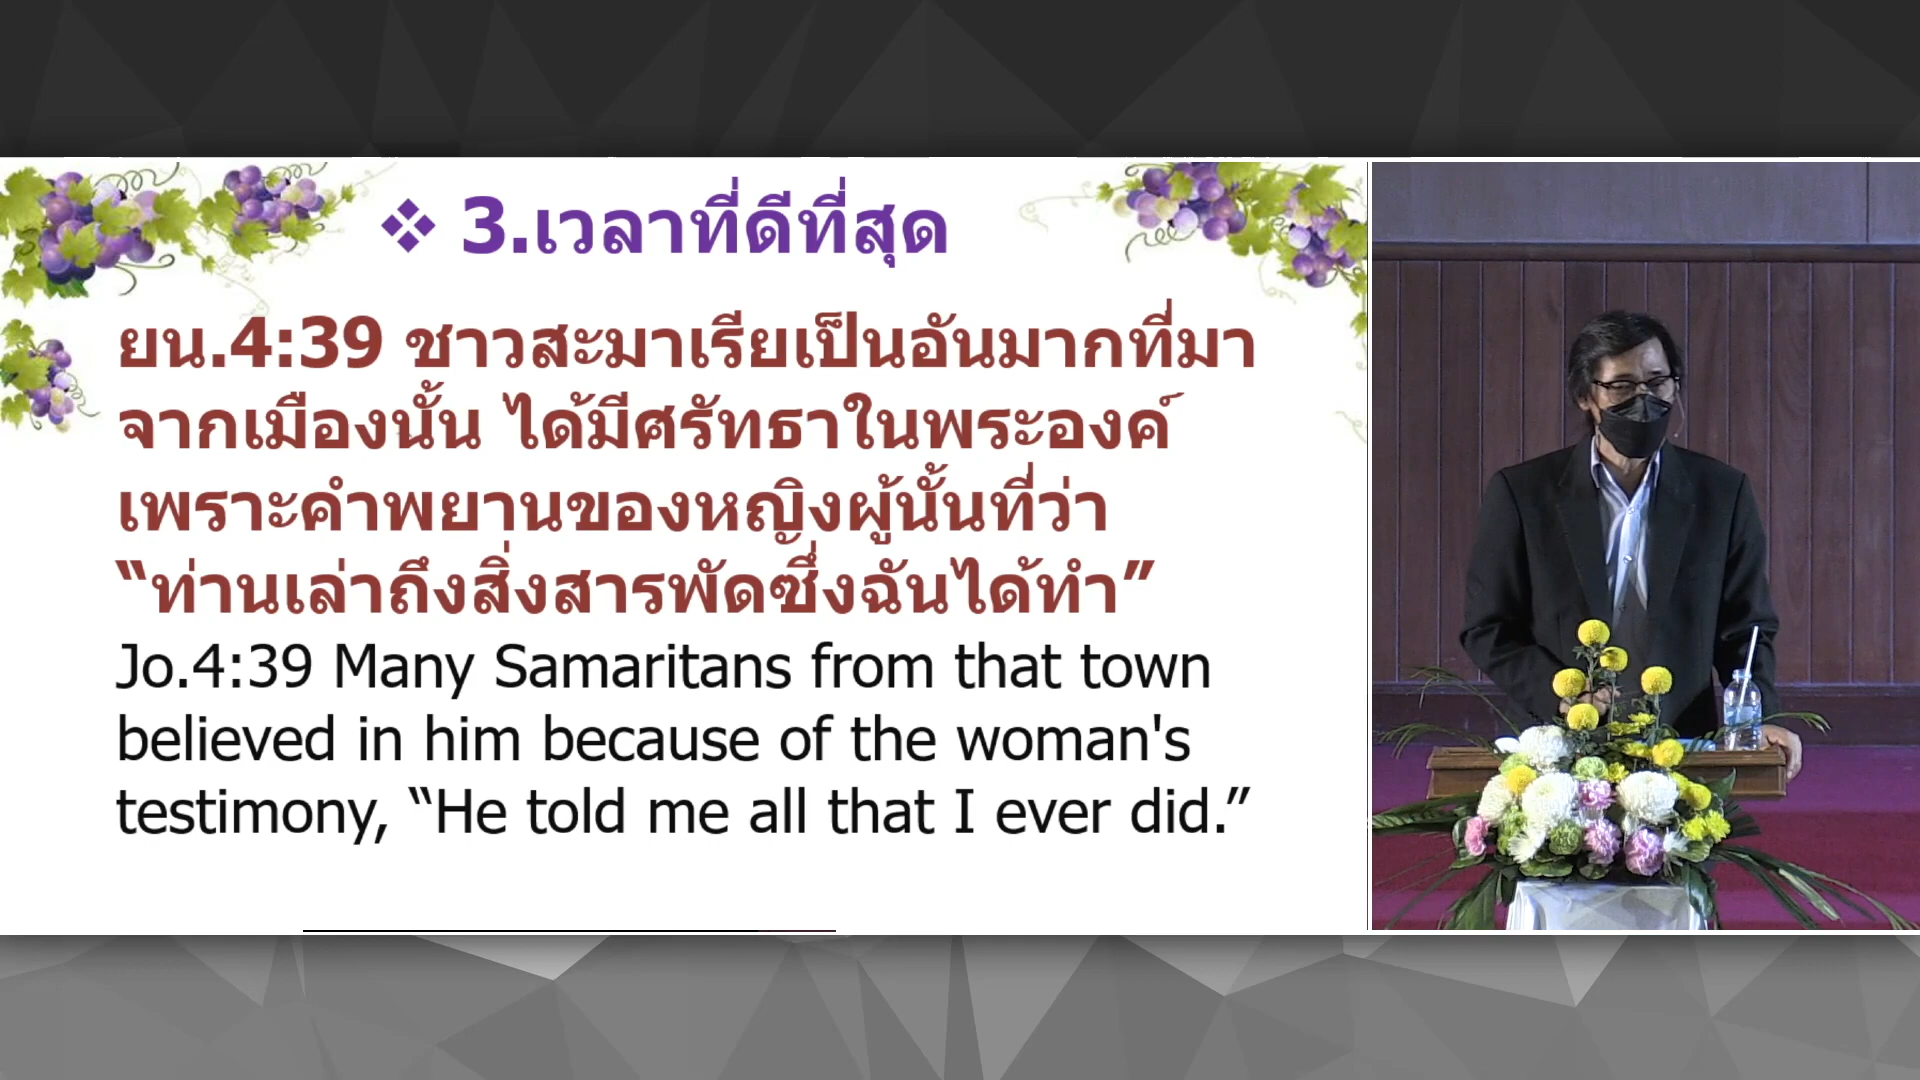 ❖ 3.เวลาที่ดีที่สุด
ยน.4:39 ชาวสะมาเรียเป็นอันมากที่มา
จากเมืองนั้น ได้มีศรัทธาในพระองค์
เพราะคำพยานของหญิงผู้นั้นที่ว่า
“ท่านเล่าถึงสิ่งสารพัดซึ่งฉันได้ทำ”
Jo.4:39 Many Samaritans from that town
believed in him because of the woman's
testimony, “He told me all that I ever did.”